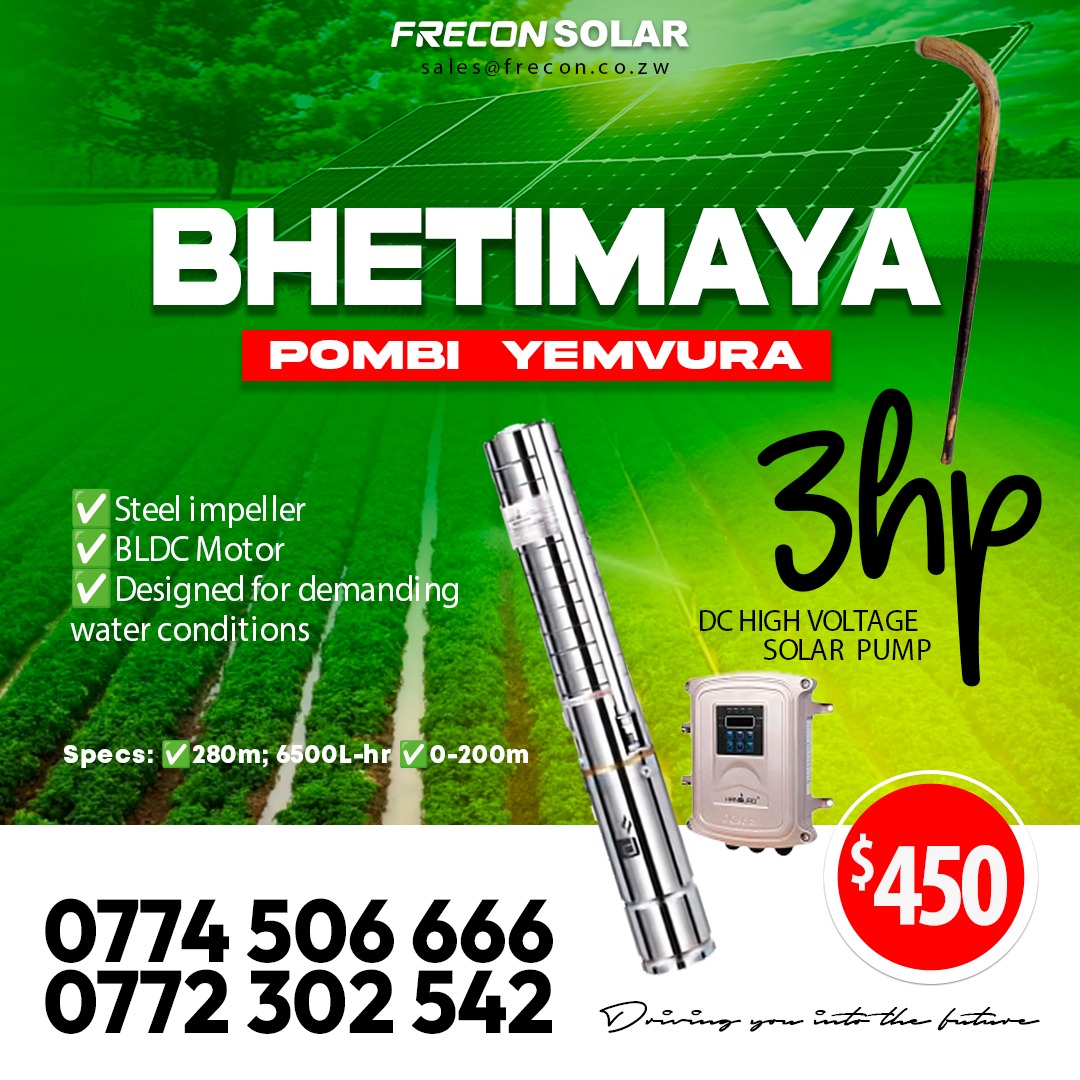 FRECON SOLAR
sales@frecon.co.zw
BHETIMAYA
POMBI YEMVURA
3hp
DC HIGH VOLTAGE
SOLAR PUMP
✅ Steel impeller
✅ BLDC Motor
✅ Designed for demanding
water conditions
Specs: ✅280m; 6500L-hr ✅0-200m
$450
0774 506 666
0772 302 542
Driving you into the future